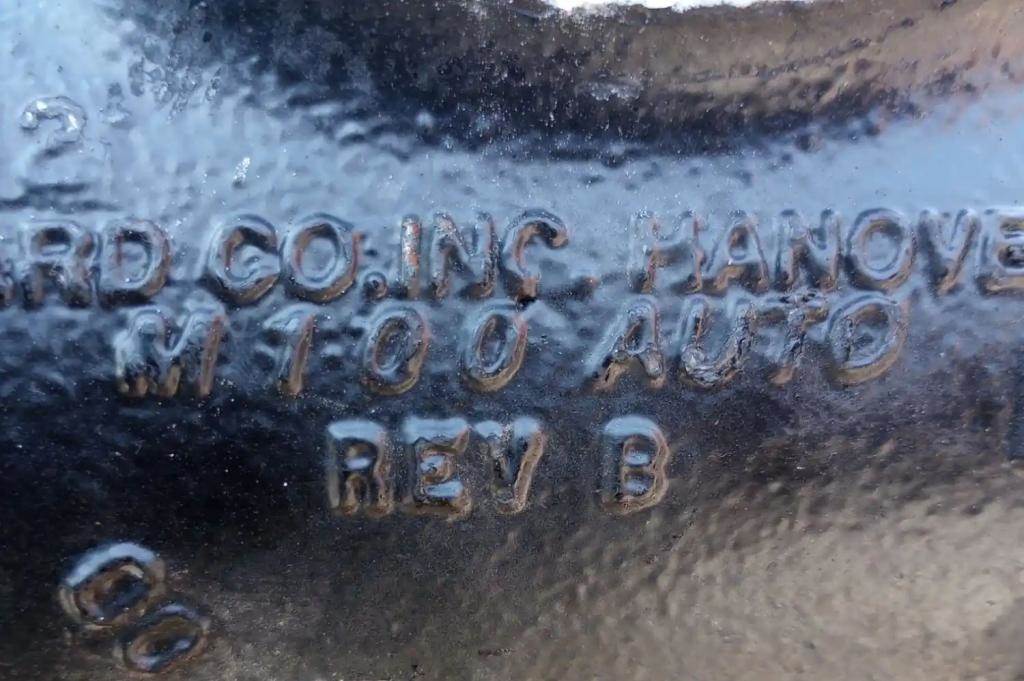 2
RD CO. INC. HANOVE
M 100 AUTO
REV B
8